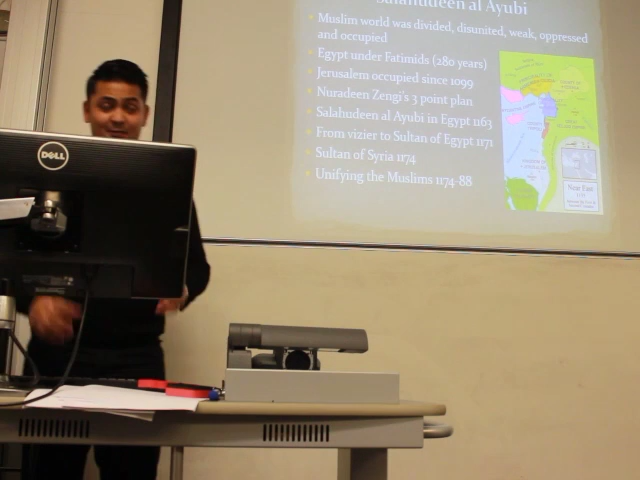 Salahudeen al Ayubi
Muslim world was divided, disunited, weak, oppressed
and occupied!
Egypt under Fatimids (280 years)
Jerusalem occupied since 1099
Nuradeen Zengi's 3 point plan
Salahudeen al Ayubi in Egypt 1163
From vizier to Sultan of Egypt 1171
Sultan of Syria 1174
Unifying the Muslims 1174-88
Near East
DELL